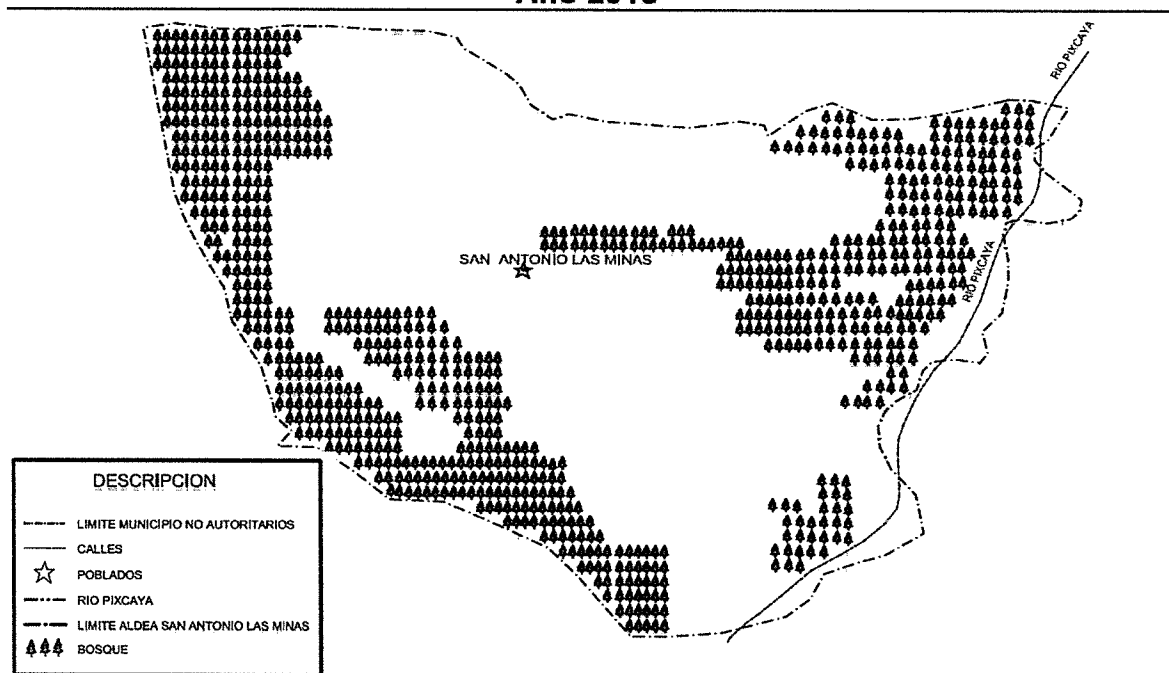 RIO PIXCAYA
SAN ANTONIO LAS MINAS
RIO PIXCAYA
DESCRIPCION
LIMITE MUNICIPIO NO AUTORITARIOS
CALLES
POBLADOS
RIO PIXCAYA
LIMITE ALDEA SAN ANTONIO LAS MINAS
BOSQUE